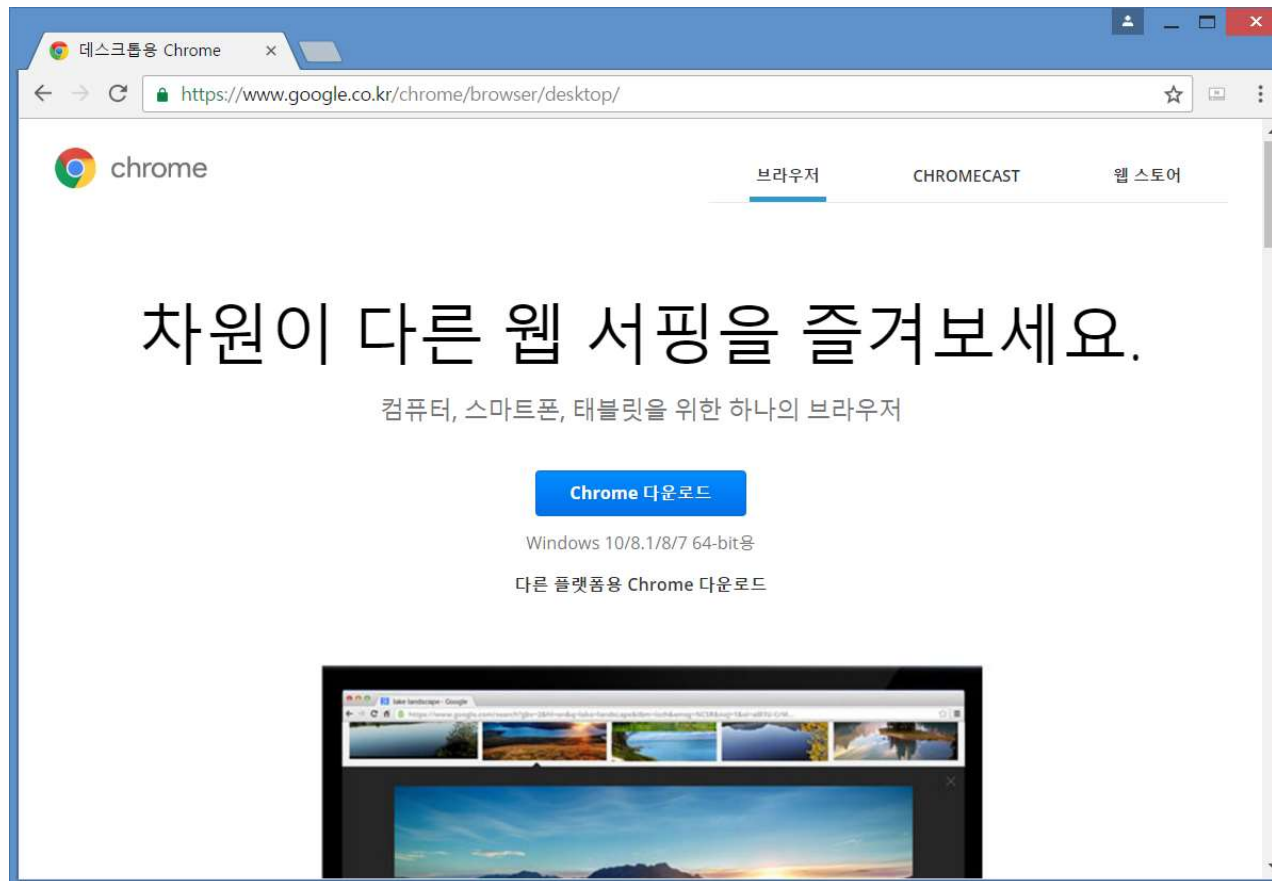 데스크톱용 Chrome
https://www.google.co.kr/chrome/browser/desktop/
chrome
브라우저 CHROMECAST 웹 스토어
차원이 다른 웹 서핑을 즐겨보세요.
컴퓨터, 스마트폰, 태블릿을 위한 하나의 브라우저
Chrome 다운로드
Windows 10/8.1/8/7 64-bit용
다른 플랫폼용 Chrome 다운로드
lake landscape - Google